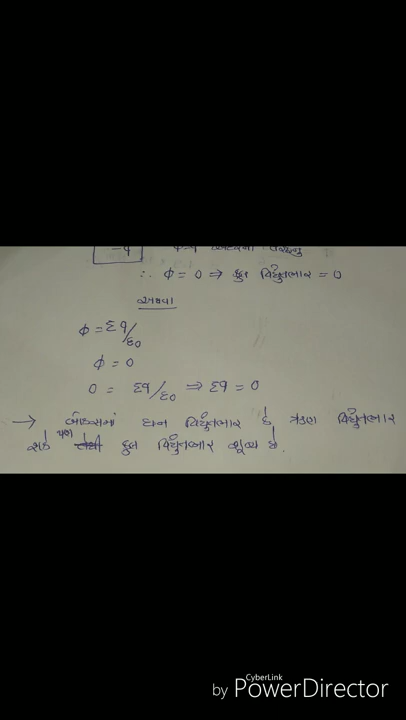 -q
∴ φ = 0 ⇒ કુલ વિદ્યુતભાર = 0
અથવા
φ = Σq/ε0
φ = 0
0 = Σq/ε0 ⇒ Σq = 0
→ બોક્સમાં ધન વિદ્યુતભાર કે ઋણ વિદ્યુતભાર
શકે પણ કુલ વિદ્યુતભાર શૂન્ય છે.
CyberLink
by PowerDirector